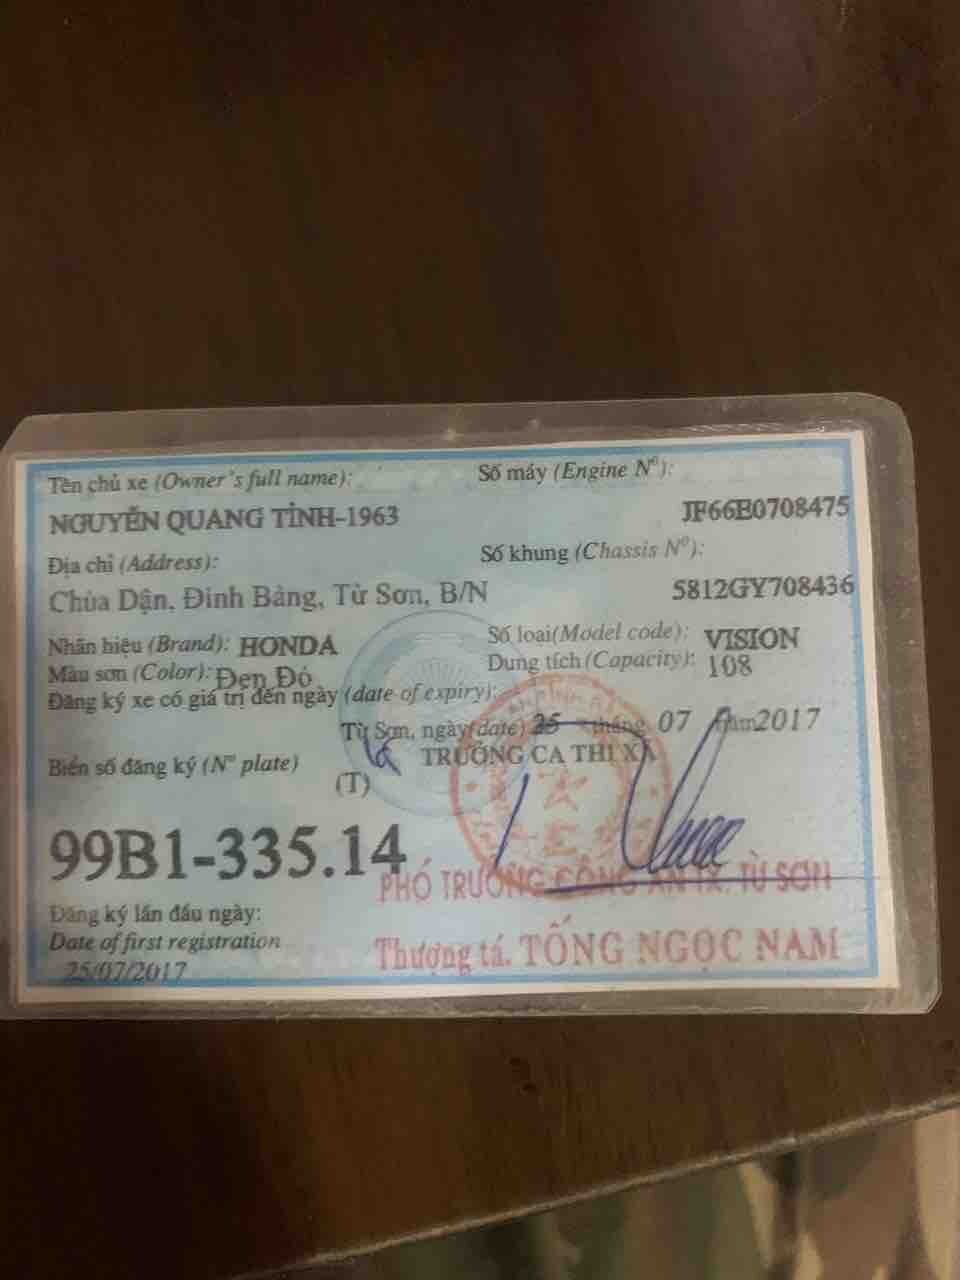 Tên chủ xe (Owner's full name):
NGUYỄN QUANG TỈNH-1963
Địa chỉ (Address):
Chùa Dận, Đình Bảng, Từ Sơn, B/N
Số máy (Engine Nº):
JF66E0708475
Số khung (Chassis Nº):
5812GY708436
Nhãn hiệu (Brand): HONDA
Số loại(Model code): VISION
Màu sơn (Color): Đen Đỏ
Dung tích (Capacity): 108
Đăng ký xe có giá trị đến ngày (date of expiry):
Từ Sơn, ngày(date) 25 tháng 07 năm2017
TRƯỞNG CA THỊ XÃ
Biển số đăng ký (Nº plate)
(T)
99B1-335.14
PHÓ TRƯỞNG CÔNG AN TX. TỪ SƠN
Đăng ký lần đầu ngày:
Date of first registration
25/07/2017
Thượng tá. TỐNG NGỌC NAM